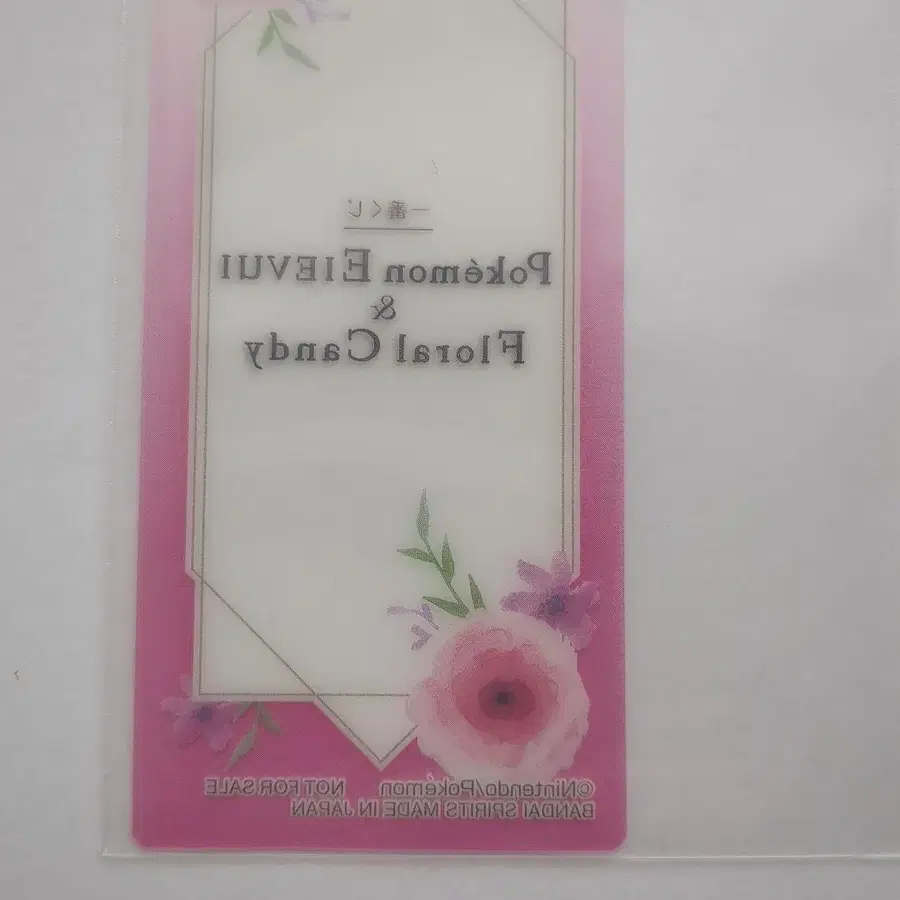 一番くじ
Pokémon EIEVUI
&
Floral Candy
©Nintendo/Pokémon NOT FOR SALE
BANDAI SPIRITS MADE IN JAPAN